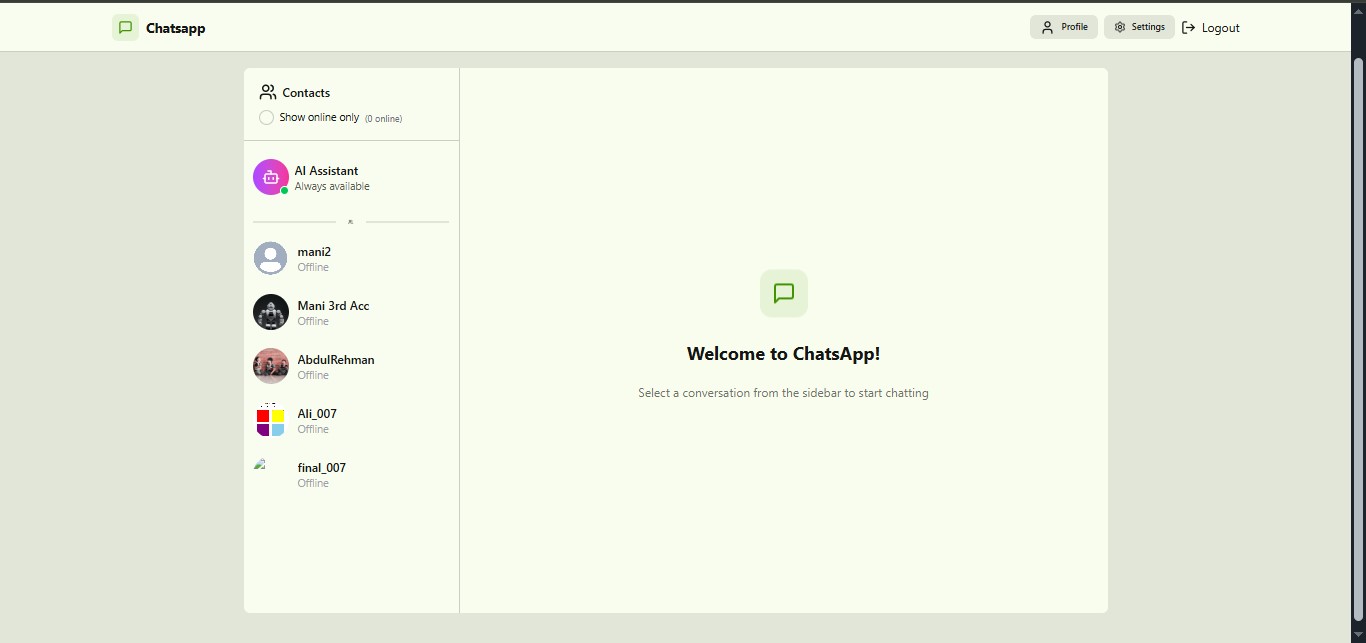 Chatsapp
Profile
Settings
Logout
Contacts
Show online only (0 online)
AI Assistant
Always available
mani2
Offline
Mani 3rd Acc
Offline
AbdulRehman
Offline
Ali_007
Offline
final_007
Offline
Welcome to ChatsApp!
Select a conversation from the sidebar to start chatting